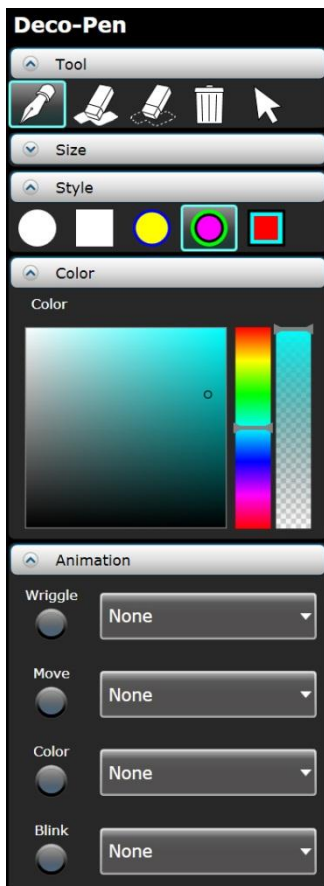 Deco-Pen
Tool
Size
Style
Color
Color
Animation
Wriggle
None
Move
None
Color
None
Blink
None